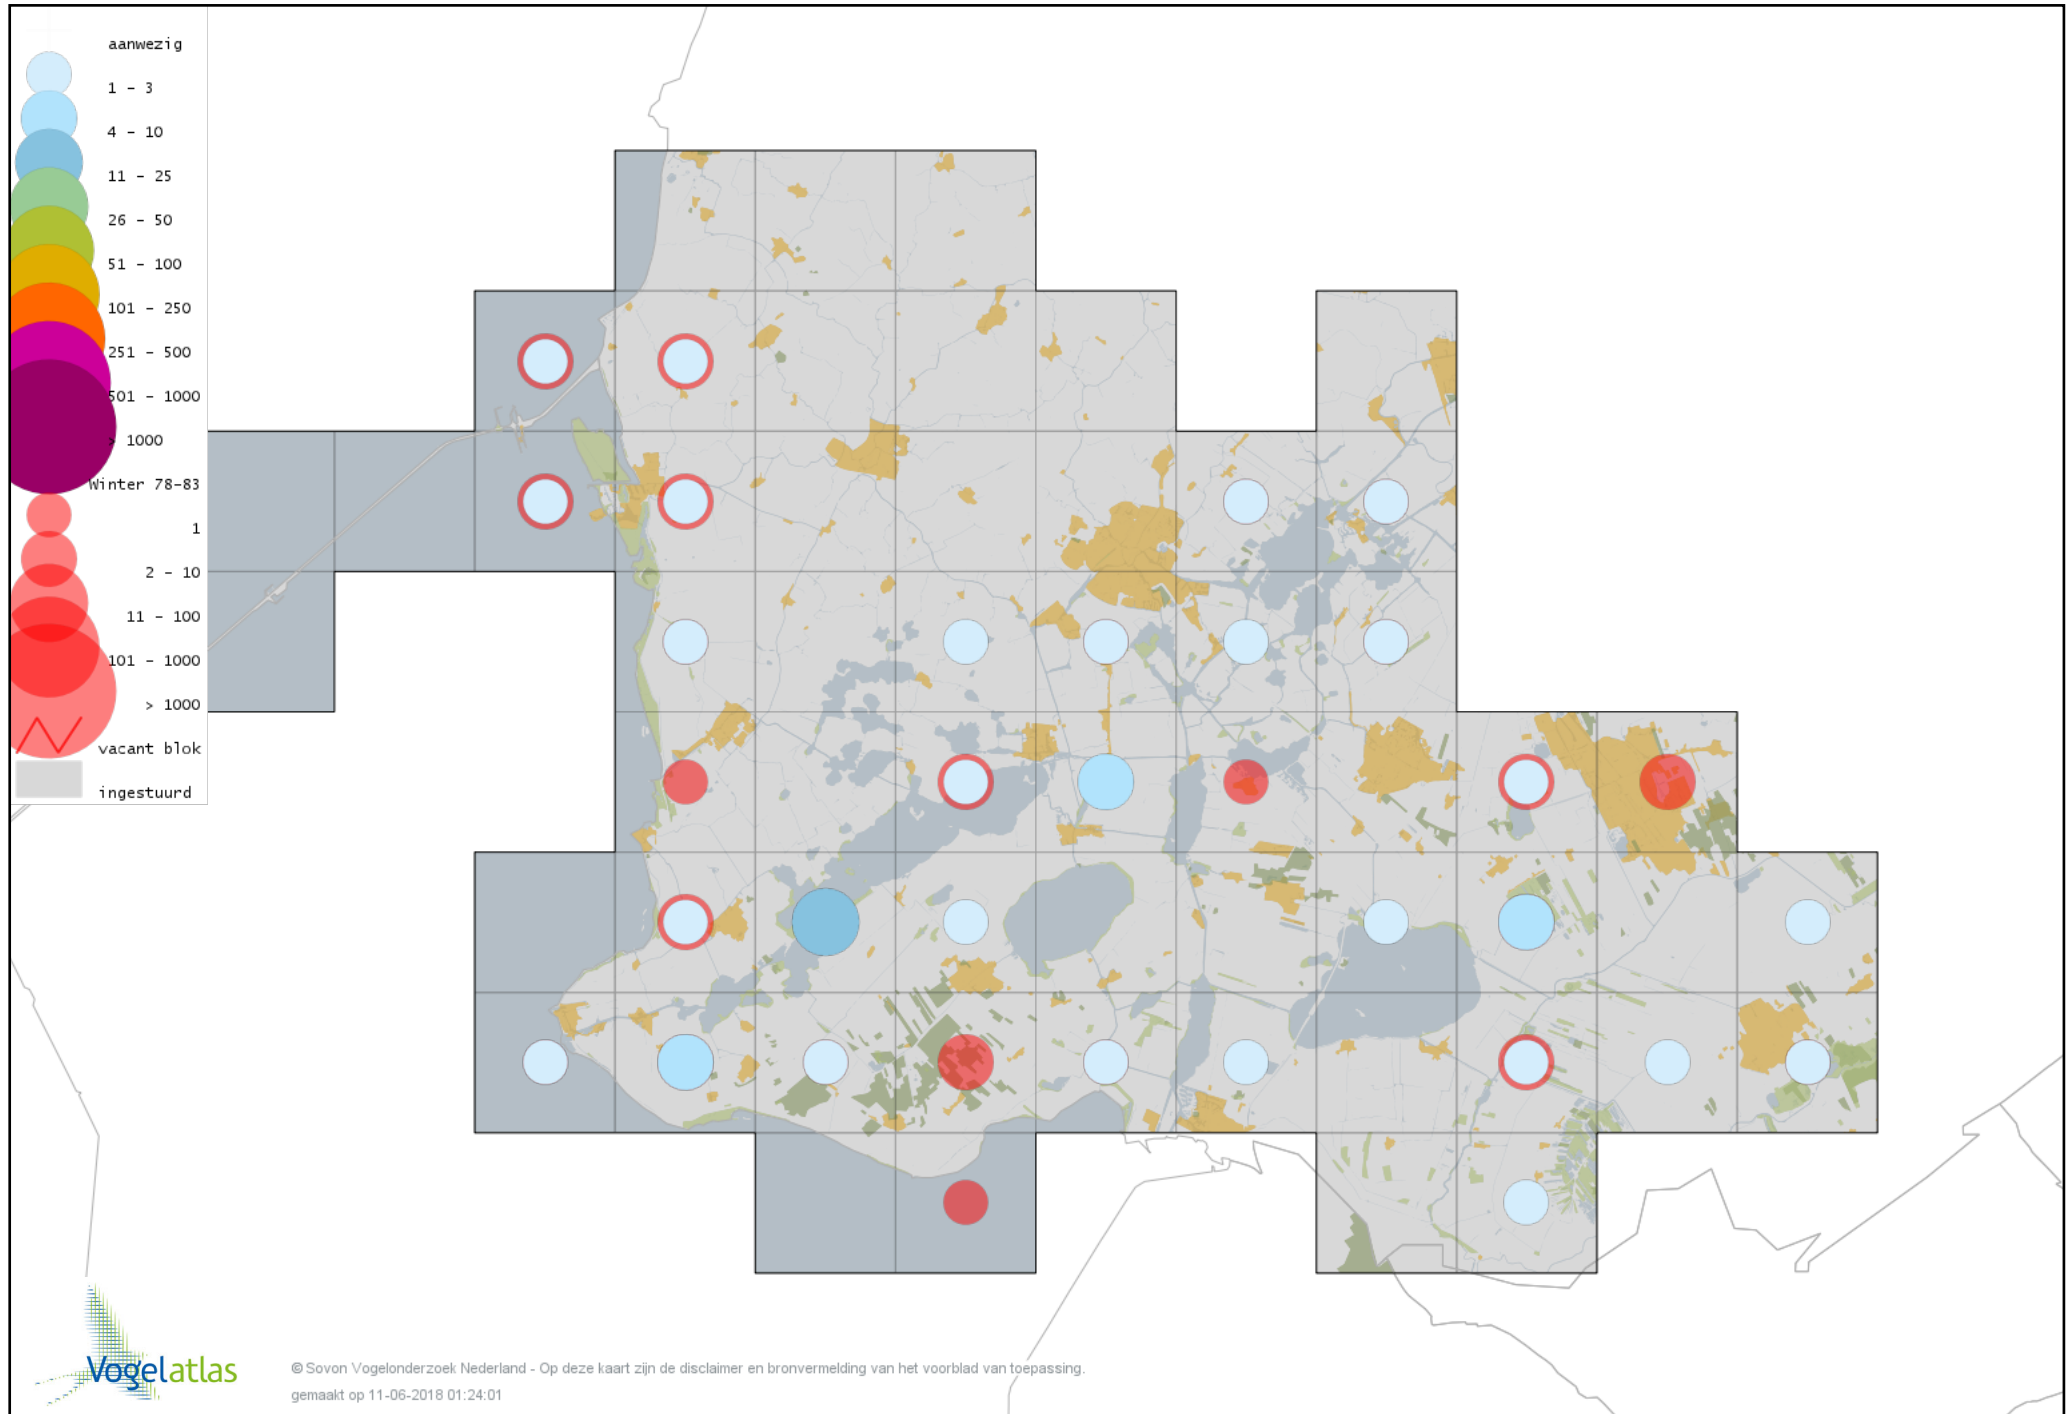 aanwezig
1 - 3
4 - 10
11 - 25
26 - 50
51 - 100
101 - 250
251 - 500
501 - 1000
> 1000
Winter 78-83
1
2 - 10
11 - 100
101 - 1000
> 1000
vacant blok
ingestuurd
Vogelatlas
© Sovon Vogelonderzoek Nederland - Op deze kaart zijn de disclaimer en bronvermelding van het voorblad van toepassing.
gemaakt op 11-06-2018 01:24:01